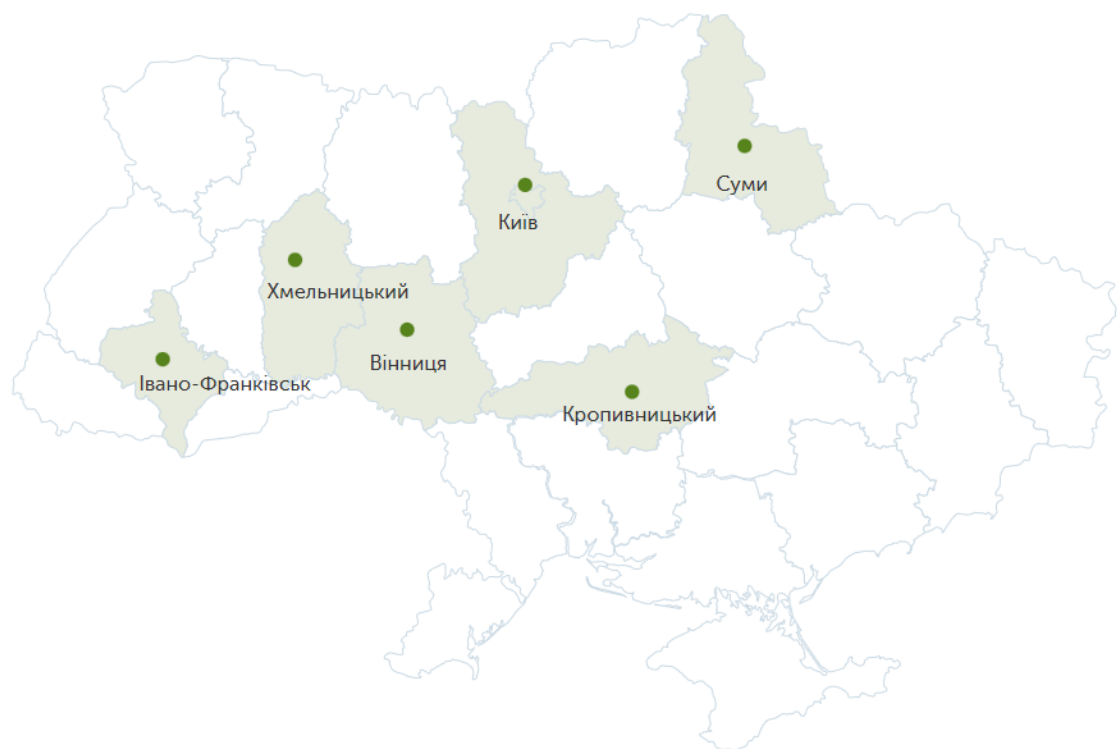 Суми
Київ
Хмельницький
Вінниця
Івано-Франківськ
Кропивницький